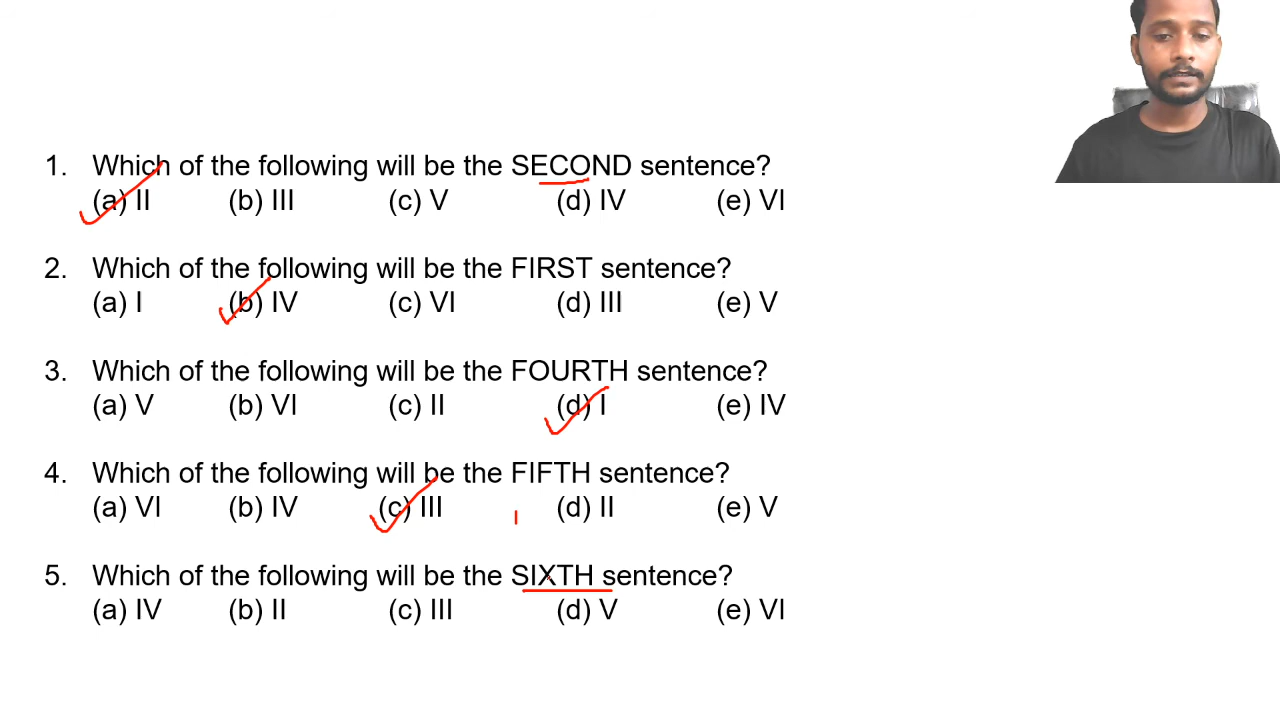 1. Which of the following will be the SECOND sentence?
(a) II (b) III (c) V (d) IV (e) VI
2. Which of the following will be the FIRST sentence?
(a) I (b) IV (c) VI (d) III (e) V
3. Which of the following will be the FOURTH sentence?
(a) V (b) VI (c) II (d) I (e) IV
4. Which of the following will be the FIFTH sentence?
(a) VI (b) IV (c) III (d) II (e) V
5. Which of the following will be the SIXTH sentence?
(a) IV (b) II (c) III (d) V (e) VI